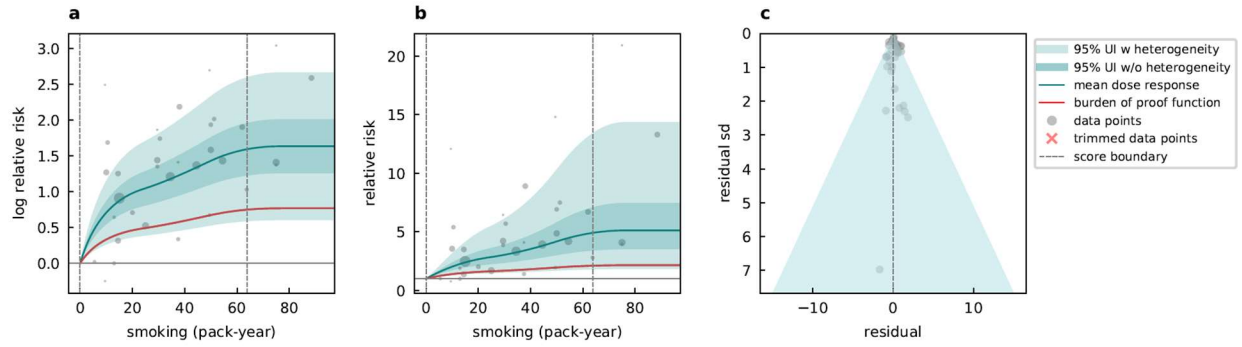 a
3.0
2.5
2.0
1.5
1.0
0.5
0.0
log relative risk
0 20 40 60 80
smoking (pack-year)
b
20
15
10
5
0
relative risk
0 20 40 60 80
smoking (pack-year)
c
0
1
2
3
4
5
6
7
residual sd
−10 0 10
residual
95% UI w heterogeneity
95% UI w/o heterogeneity
mean dose response
burden of proof function
data points
trimmed data points
score boundary